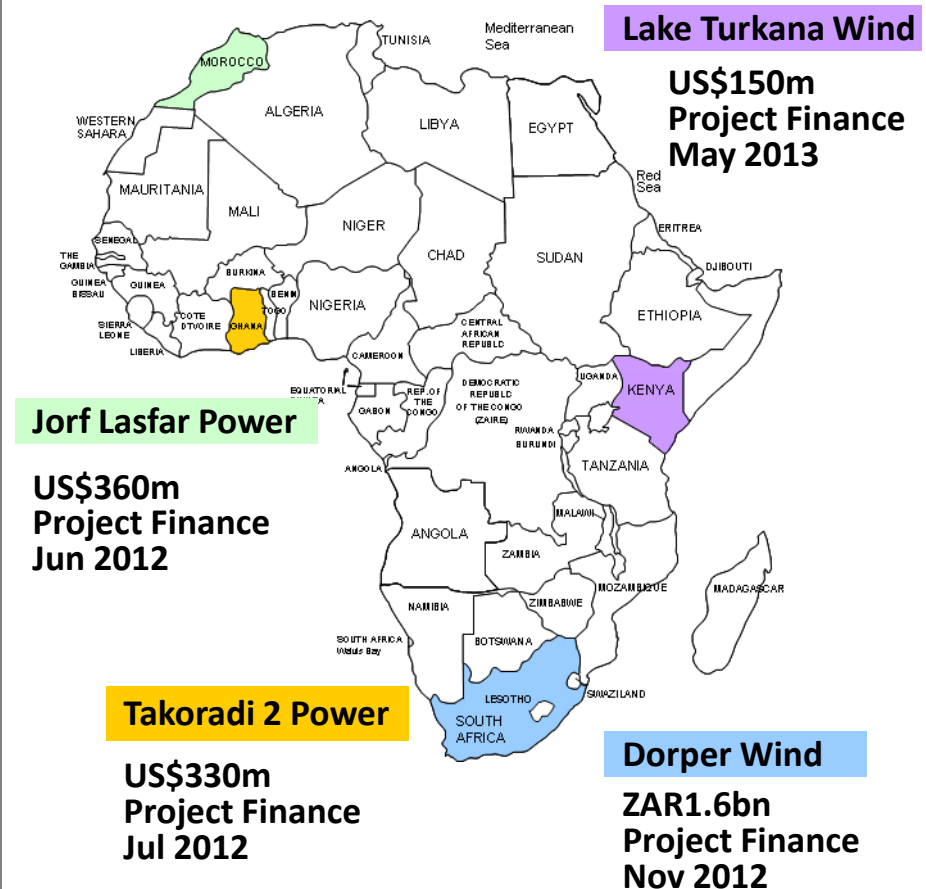 Lake Turkana Wind
US$150m
Project Finance
May 2013
Mediterranean
Sea
TUNISIA
MOROCCO
ALGERIA
LIBYA
EGYPT
WESTERN
SAHARA
Red
Sea
MAURITANIA
MALI
NIGER
CHAD
SUDAN
ERITREA
DJIBOUTI
SENEGAL
THE
GAMBIA
GUINEA
BISSAU
GUINEA
BURKINA
BENIN
TOGO
NIGERIA
COTE
D'IVOIRE
GHANA
SIERRA
LEONE
LIBERIA
ETHIOPIA
CENTRAL
AFRICAN
REPUBLC
CAMEROON
EQUATORIAL
GABON
REP.OF
THE
CONGO
DEMOCRATIC
REPUBLC
OF THE CONGO
(ZAIRE)
UGANDA
KENYA
RWANDA
BURUNDI
TANZANIA
Jorf Lasfar Power
US$360m
Project Finance
Jun 2012
ANGOLA
ANGOLA
MALAWI
ZAMBIA
MOZAMBIQUE
MADAGASCAR
ZIMBABWE
NAMIBIA
BOTSWANA
SOUTH AFRICA
Walvis Bay
SWAZILAND
LESOTHO
SOUTH
AFRICA
Takoradi 2 Power
US$330m
Project Finance
Jul 2012
Dorper Wind
ZAR1.6bn
Project Finance
Nov 2012